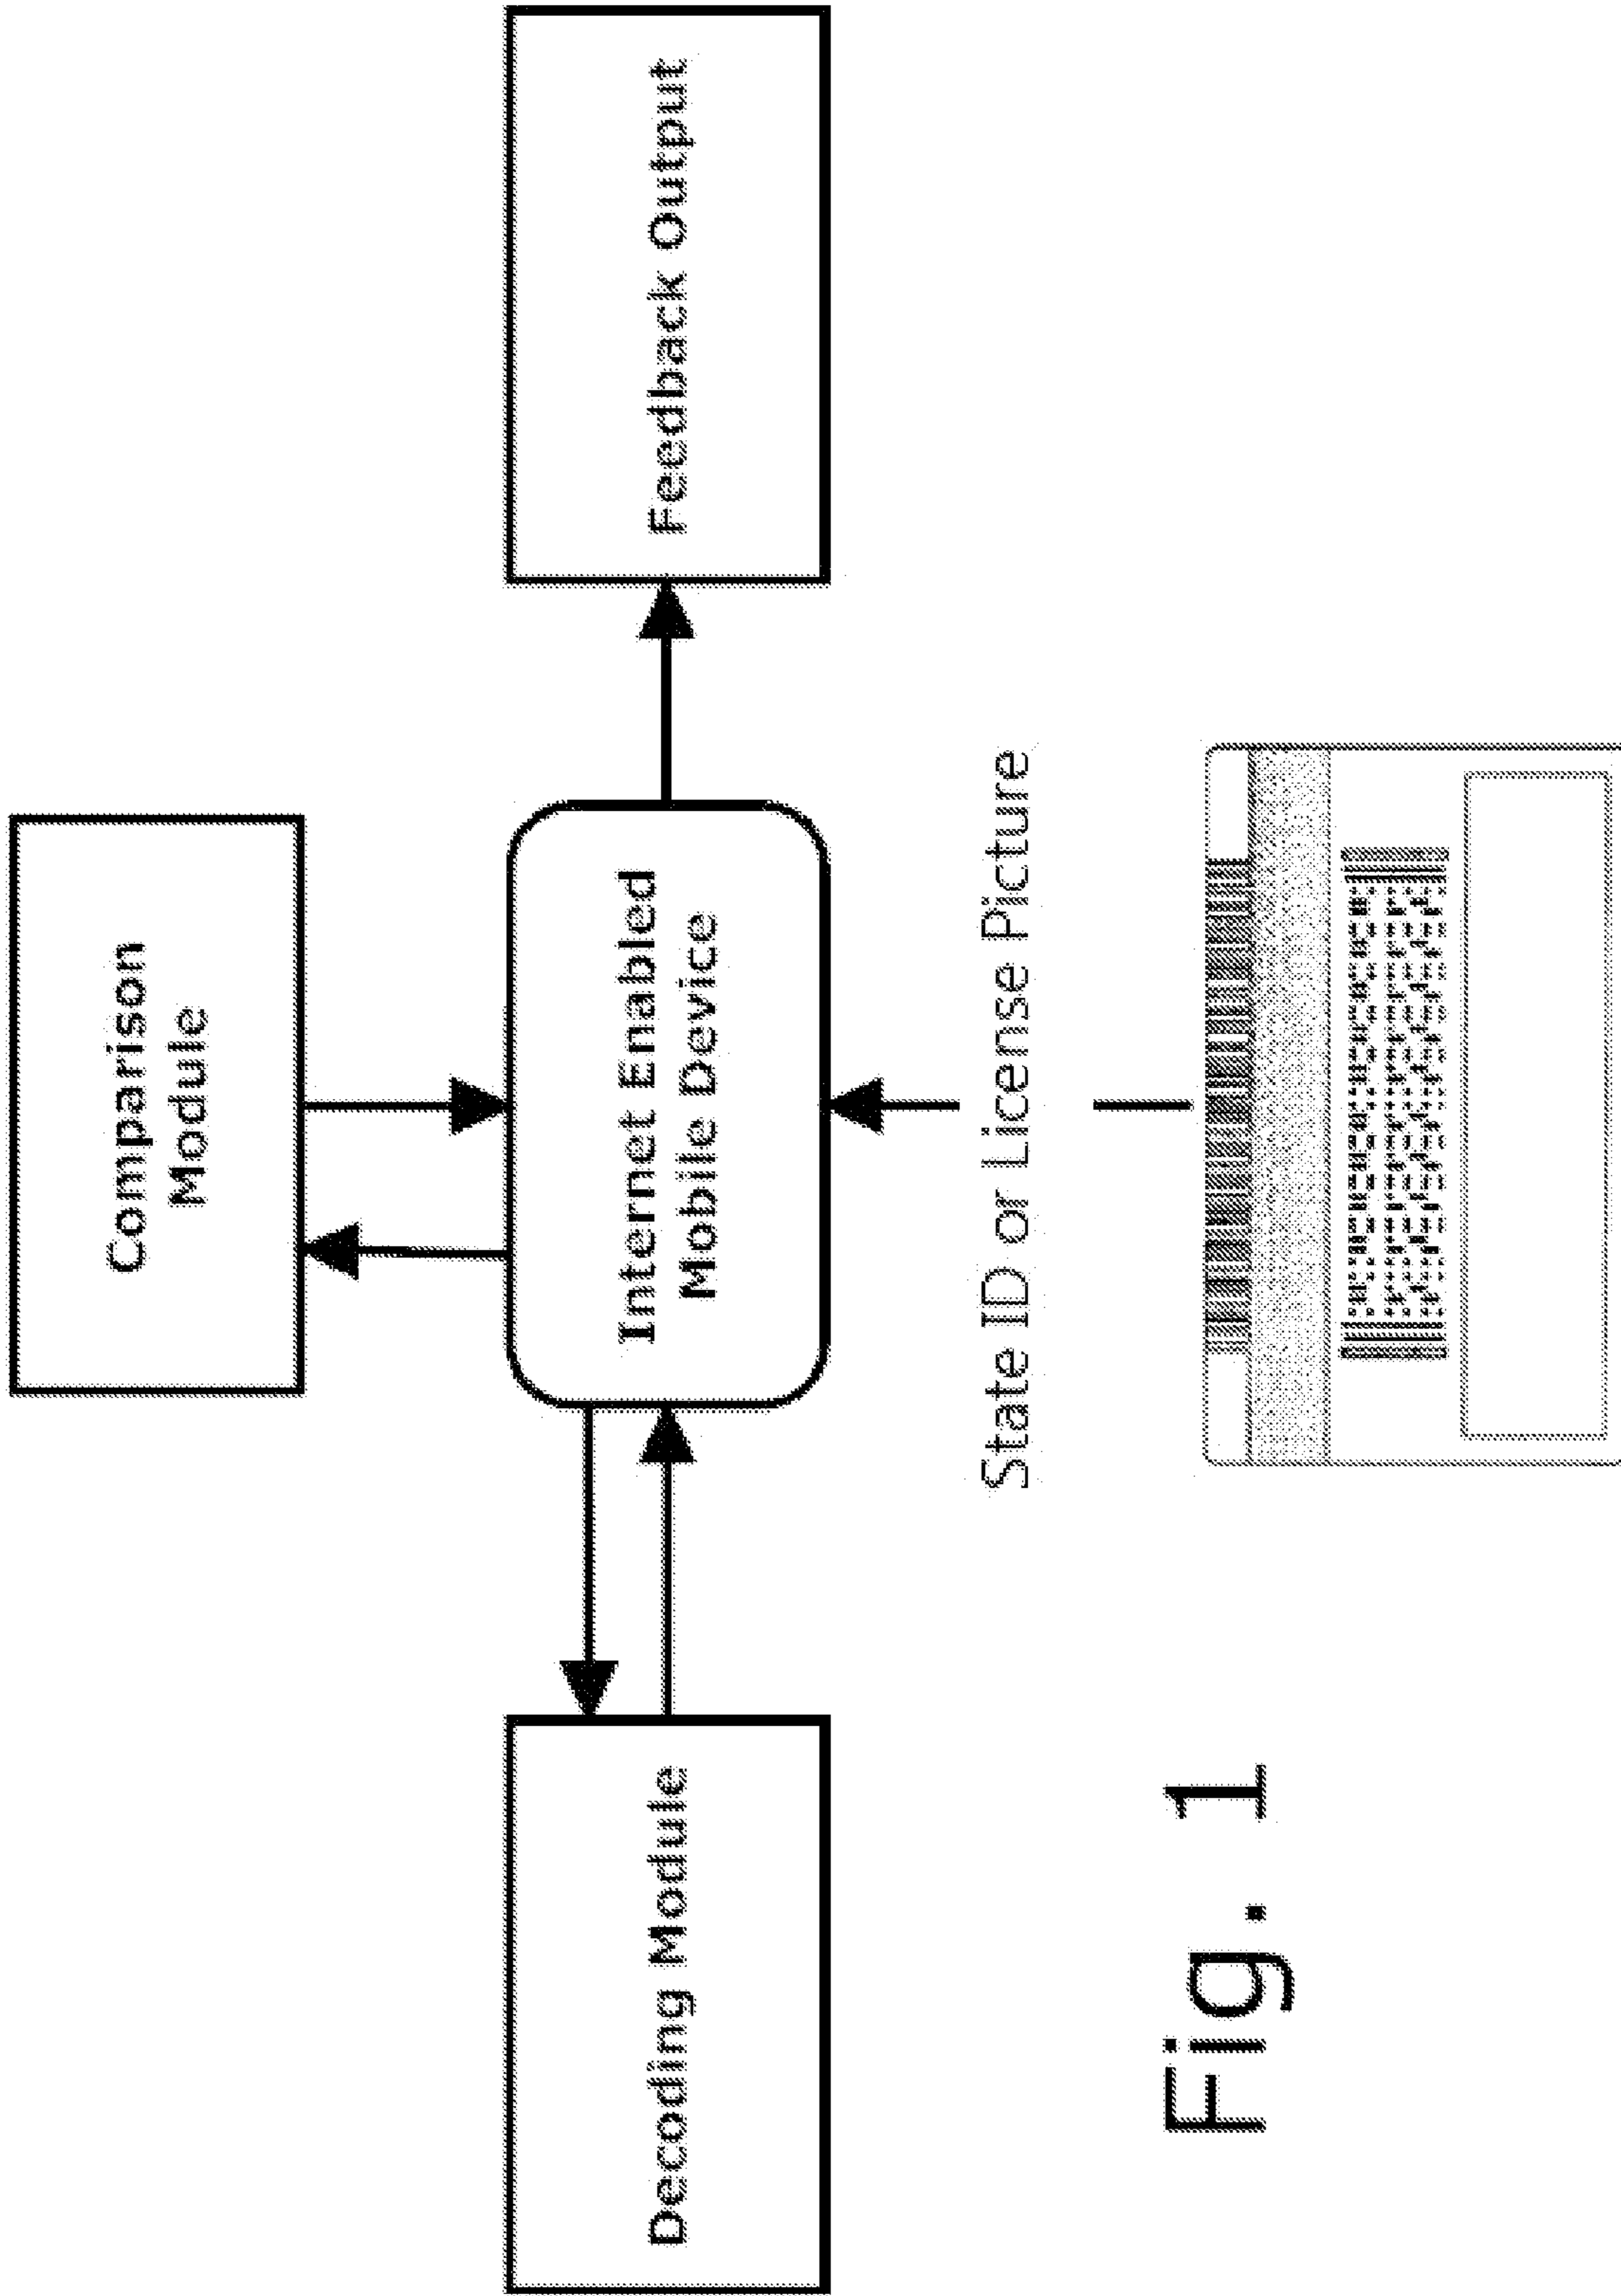 Comparison
Module
Decoding Module
Internet Enabled
Mobile Device
Feedback Output
State ID or License Picture
Fig. 1